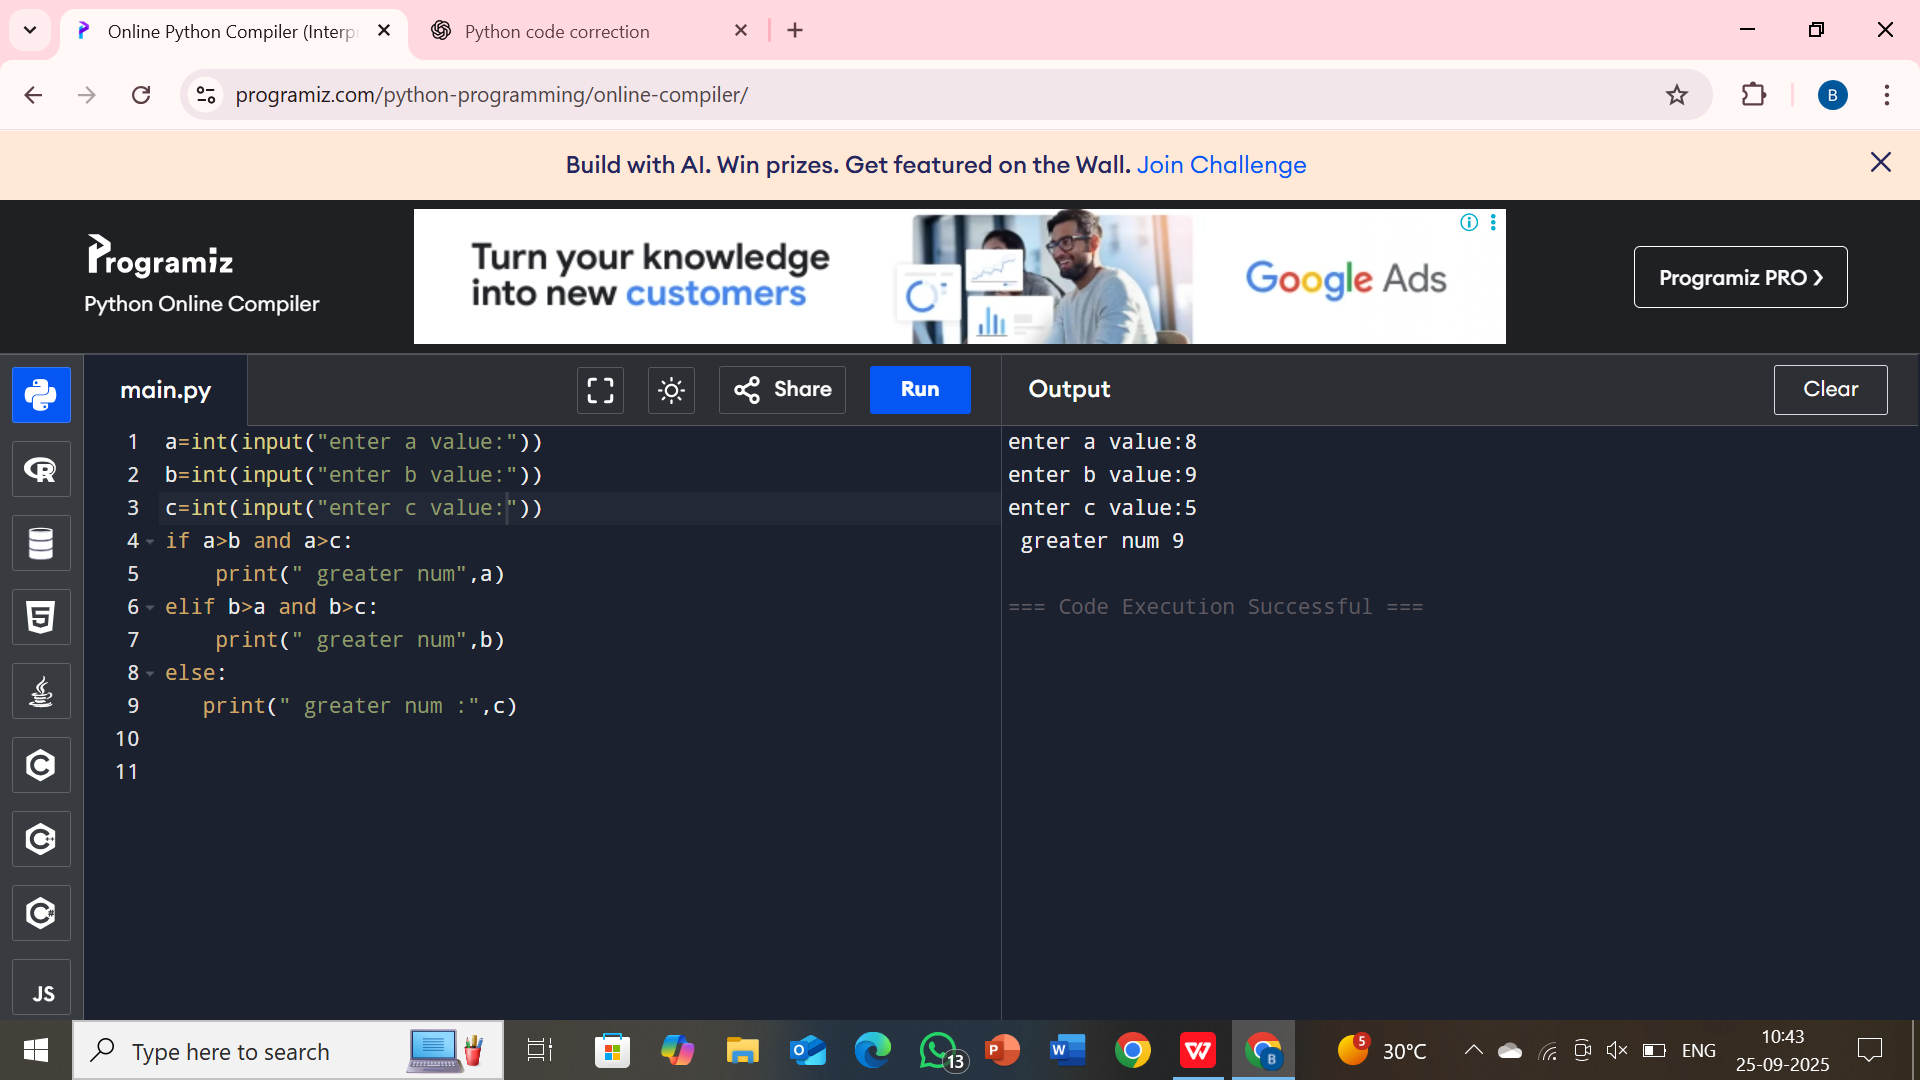 Online Python Compiler (Interp
Python code correction
programiz.com/python-programming/online-compiler/
B
Build with AI. Win prizes. Get featured on the Wall. Join Challenge
Programiz
Python Online Compiler
Turn your knowledge
into new customers
Google Ads
Programiz PRO
main.py
Share
Run
Output
Clear
1 a=int(input("enter a value:"))
2 b=int(input("enter b value:"))
3 c=int(input("enter c value:"))
4 if a>b and a>c:
5 print(" greater num",a)
6 elif b>a and b>c:
7 print(" greater num",b)
8 else:
9 print(" greater num :",c)
10
11
enter a value:8
enter b value:9
enter c value:5
greater num 9
=== Code Execution Successful ===
R
5
C
C++
C#
JS
Type here to search
13
P
W
W
B
5
30°C
ENG
10:43
25-09-2025